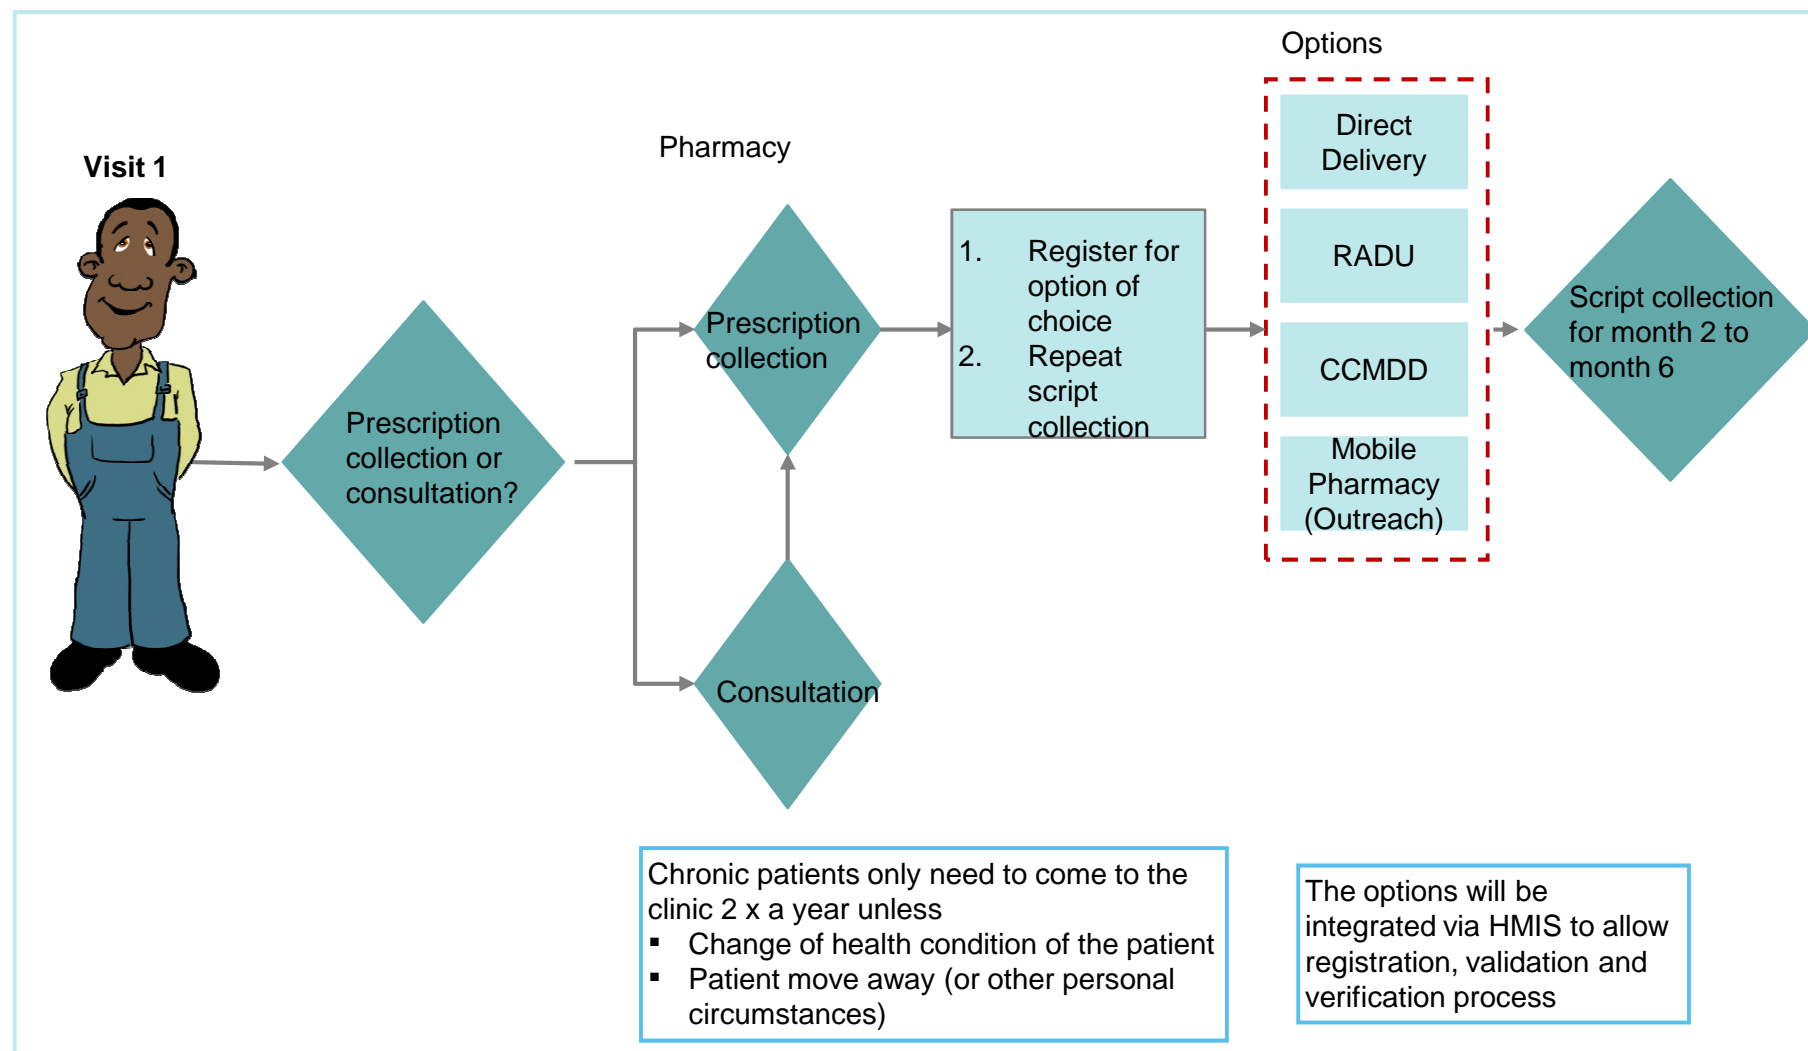 Options
Pharmacy
Visit 1
Prescription
collection or
consultation?
Prescription
collection
Consultation
1. Register for
option of
choice
2. Repeat
script
collection
Direct
Delivery
RADU
CCMDD
Mobile
Pharmacy
(Outreach)
Script collection
for month 2 to
month 6
Chronic patients only need to come to the
clinic 2 x a year unless
▪ Change of health condition of the patient
▪ Patient move away (or other personal
circumstances)
The options will be
integrated via HMIS to allow
registration, validation and
verification process